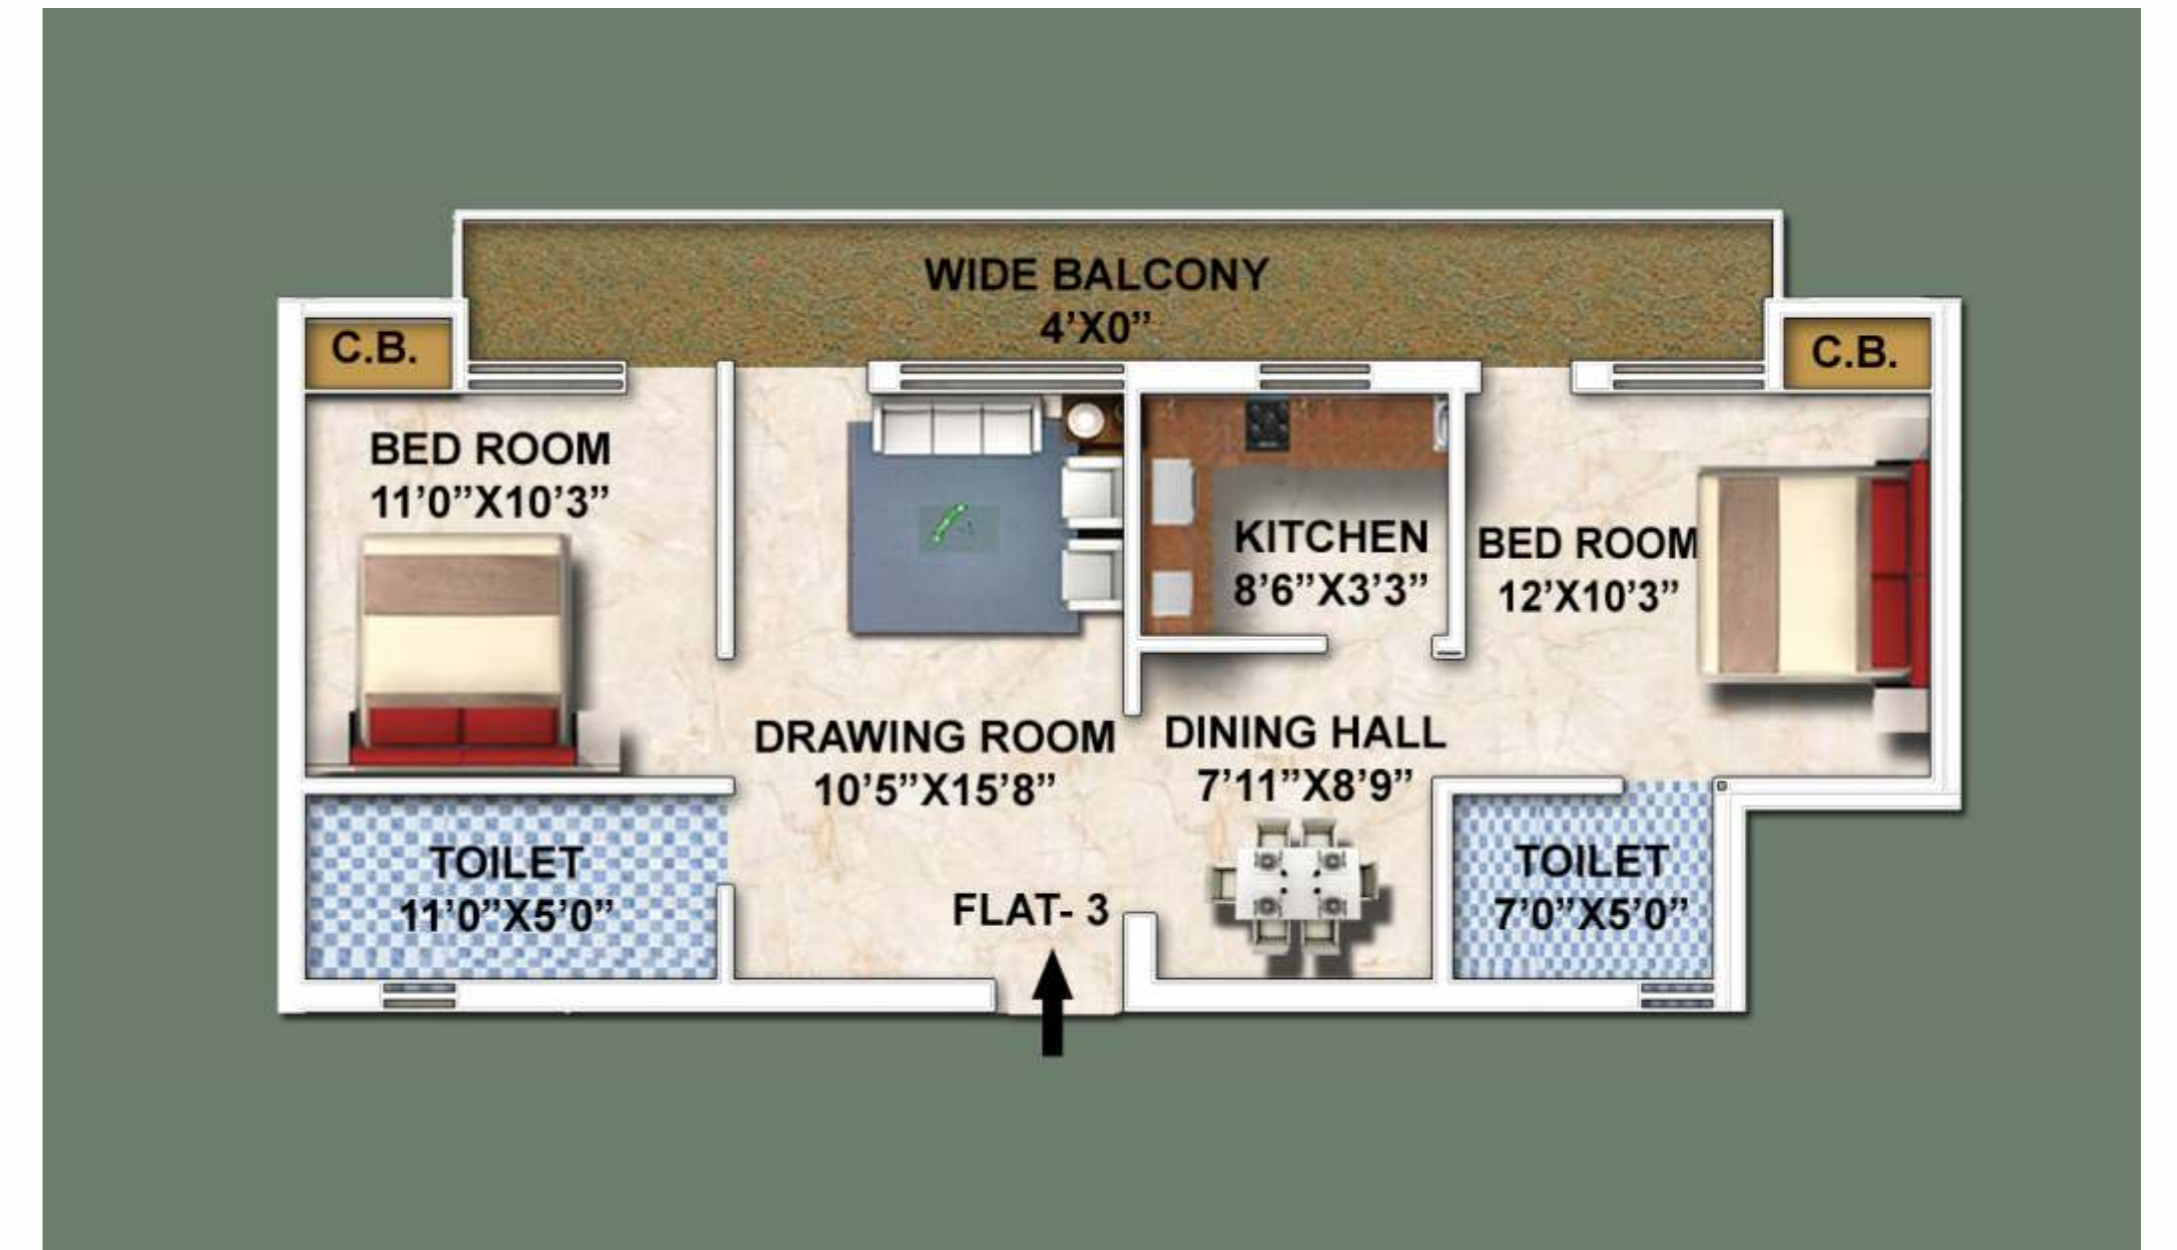 WIDE BALCONY
4’X0”
C.B.
C.B.
BED ROOM
11’0”X10’3”
KITCHEN
8’6”X3’3”
BED ROOM
12’X10’3”
DRAWING ROOM
10’5”X15’8”
DINING HALL
7’11”X8’9”
TOILET
11’0”X5’0”
FLAT- 3
TOILET
7’0”X5’0”